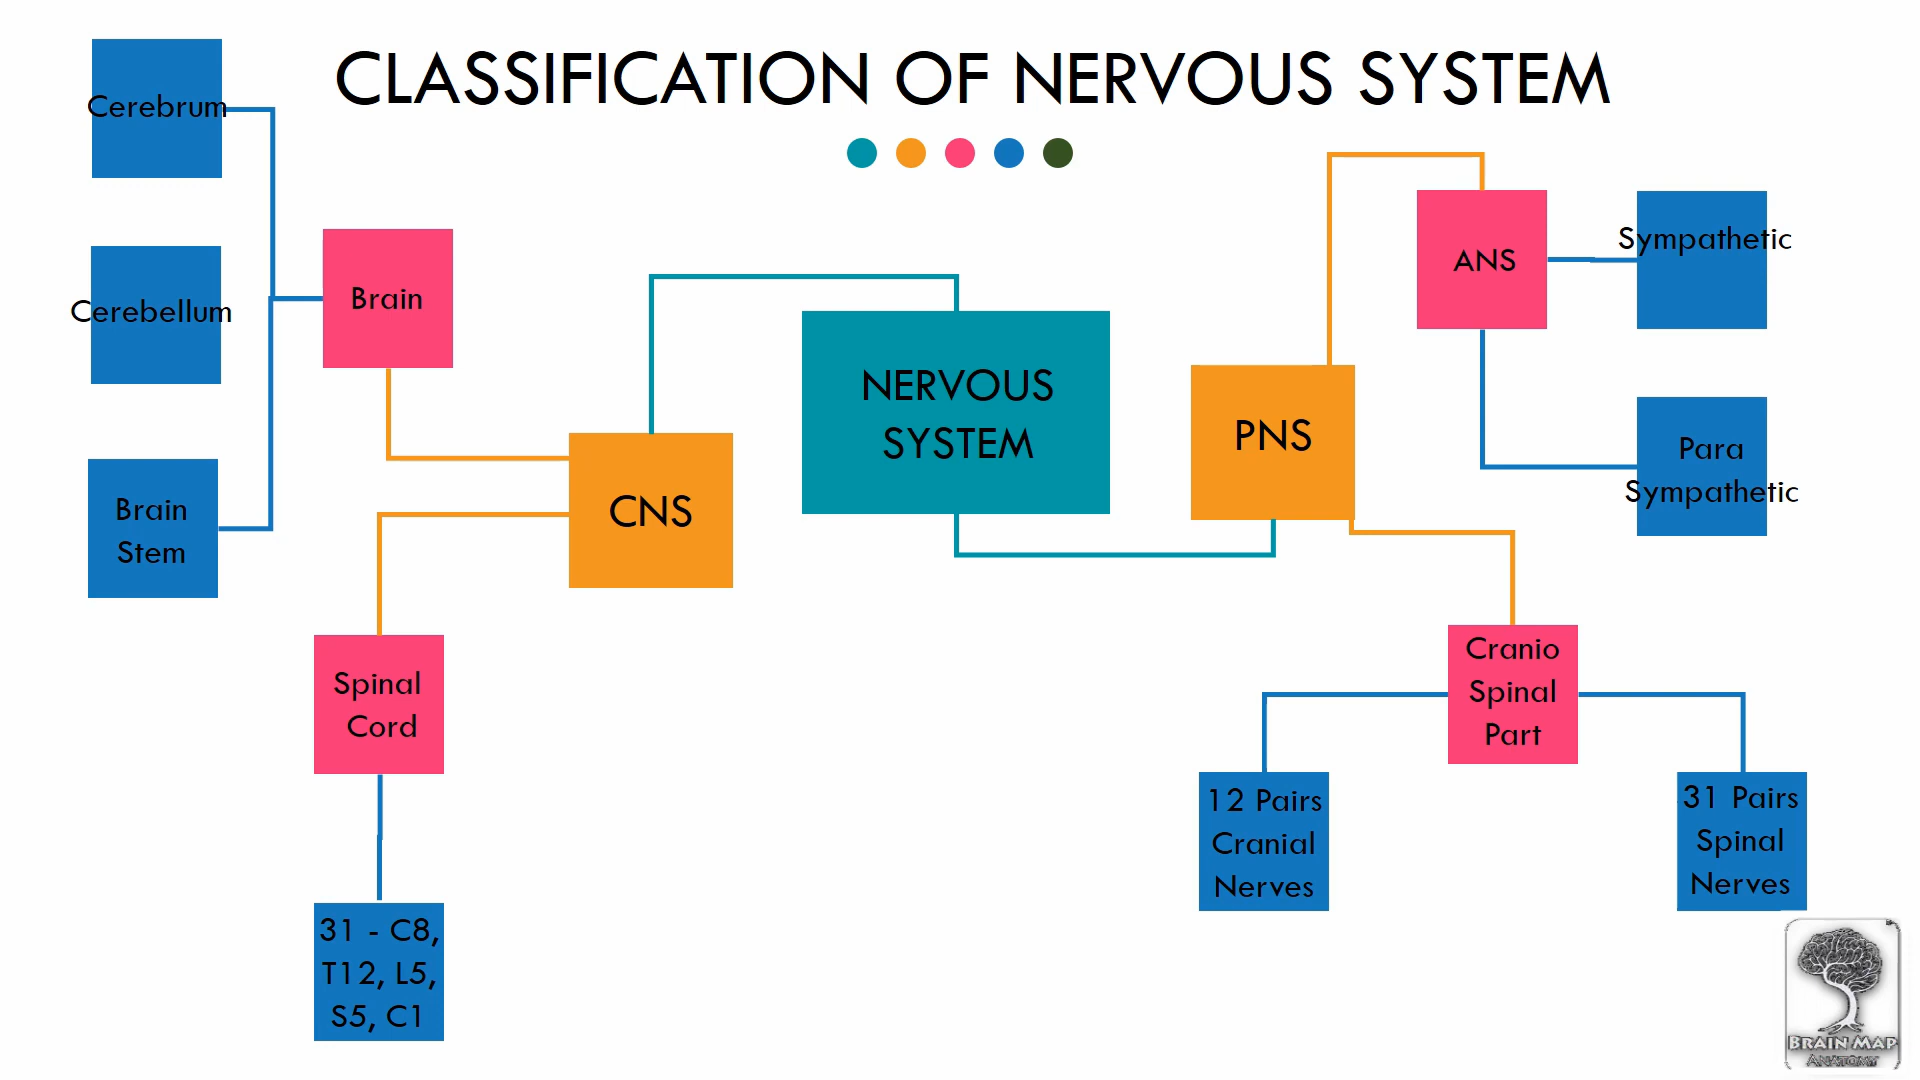 CLASSIFICATION OF NERVOUS SYSTEM
Cerebrum
Cerebellum
Brain
Stem
Brain
Spinal
Cord
31 - C8,
T12, L5,
S5, C1
CNS
NERVOUS
SYSTEM
PNS
ANS
Sympathetic
Para
Sympathetic
Cranio
Spinal
Part
12 Pairs
Cranial
Nerves
31 Pairs
Spinal
Nerves
BRAIN MAP
ANATOMY